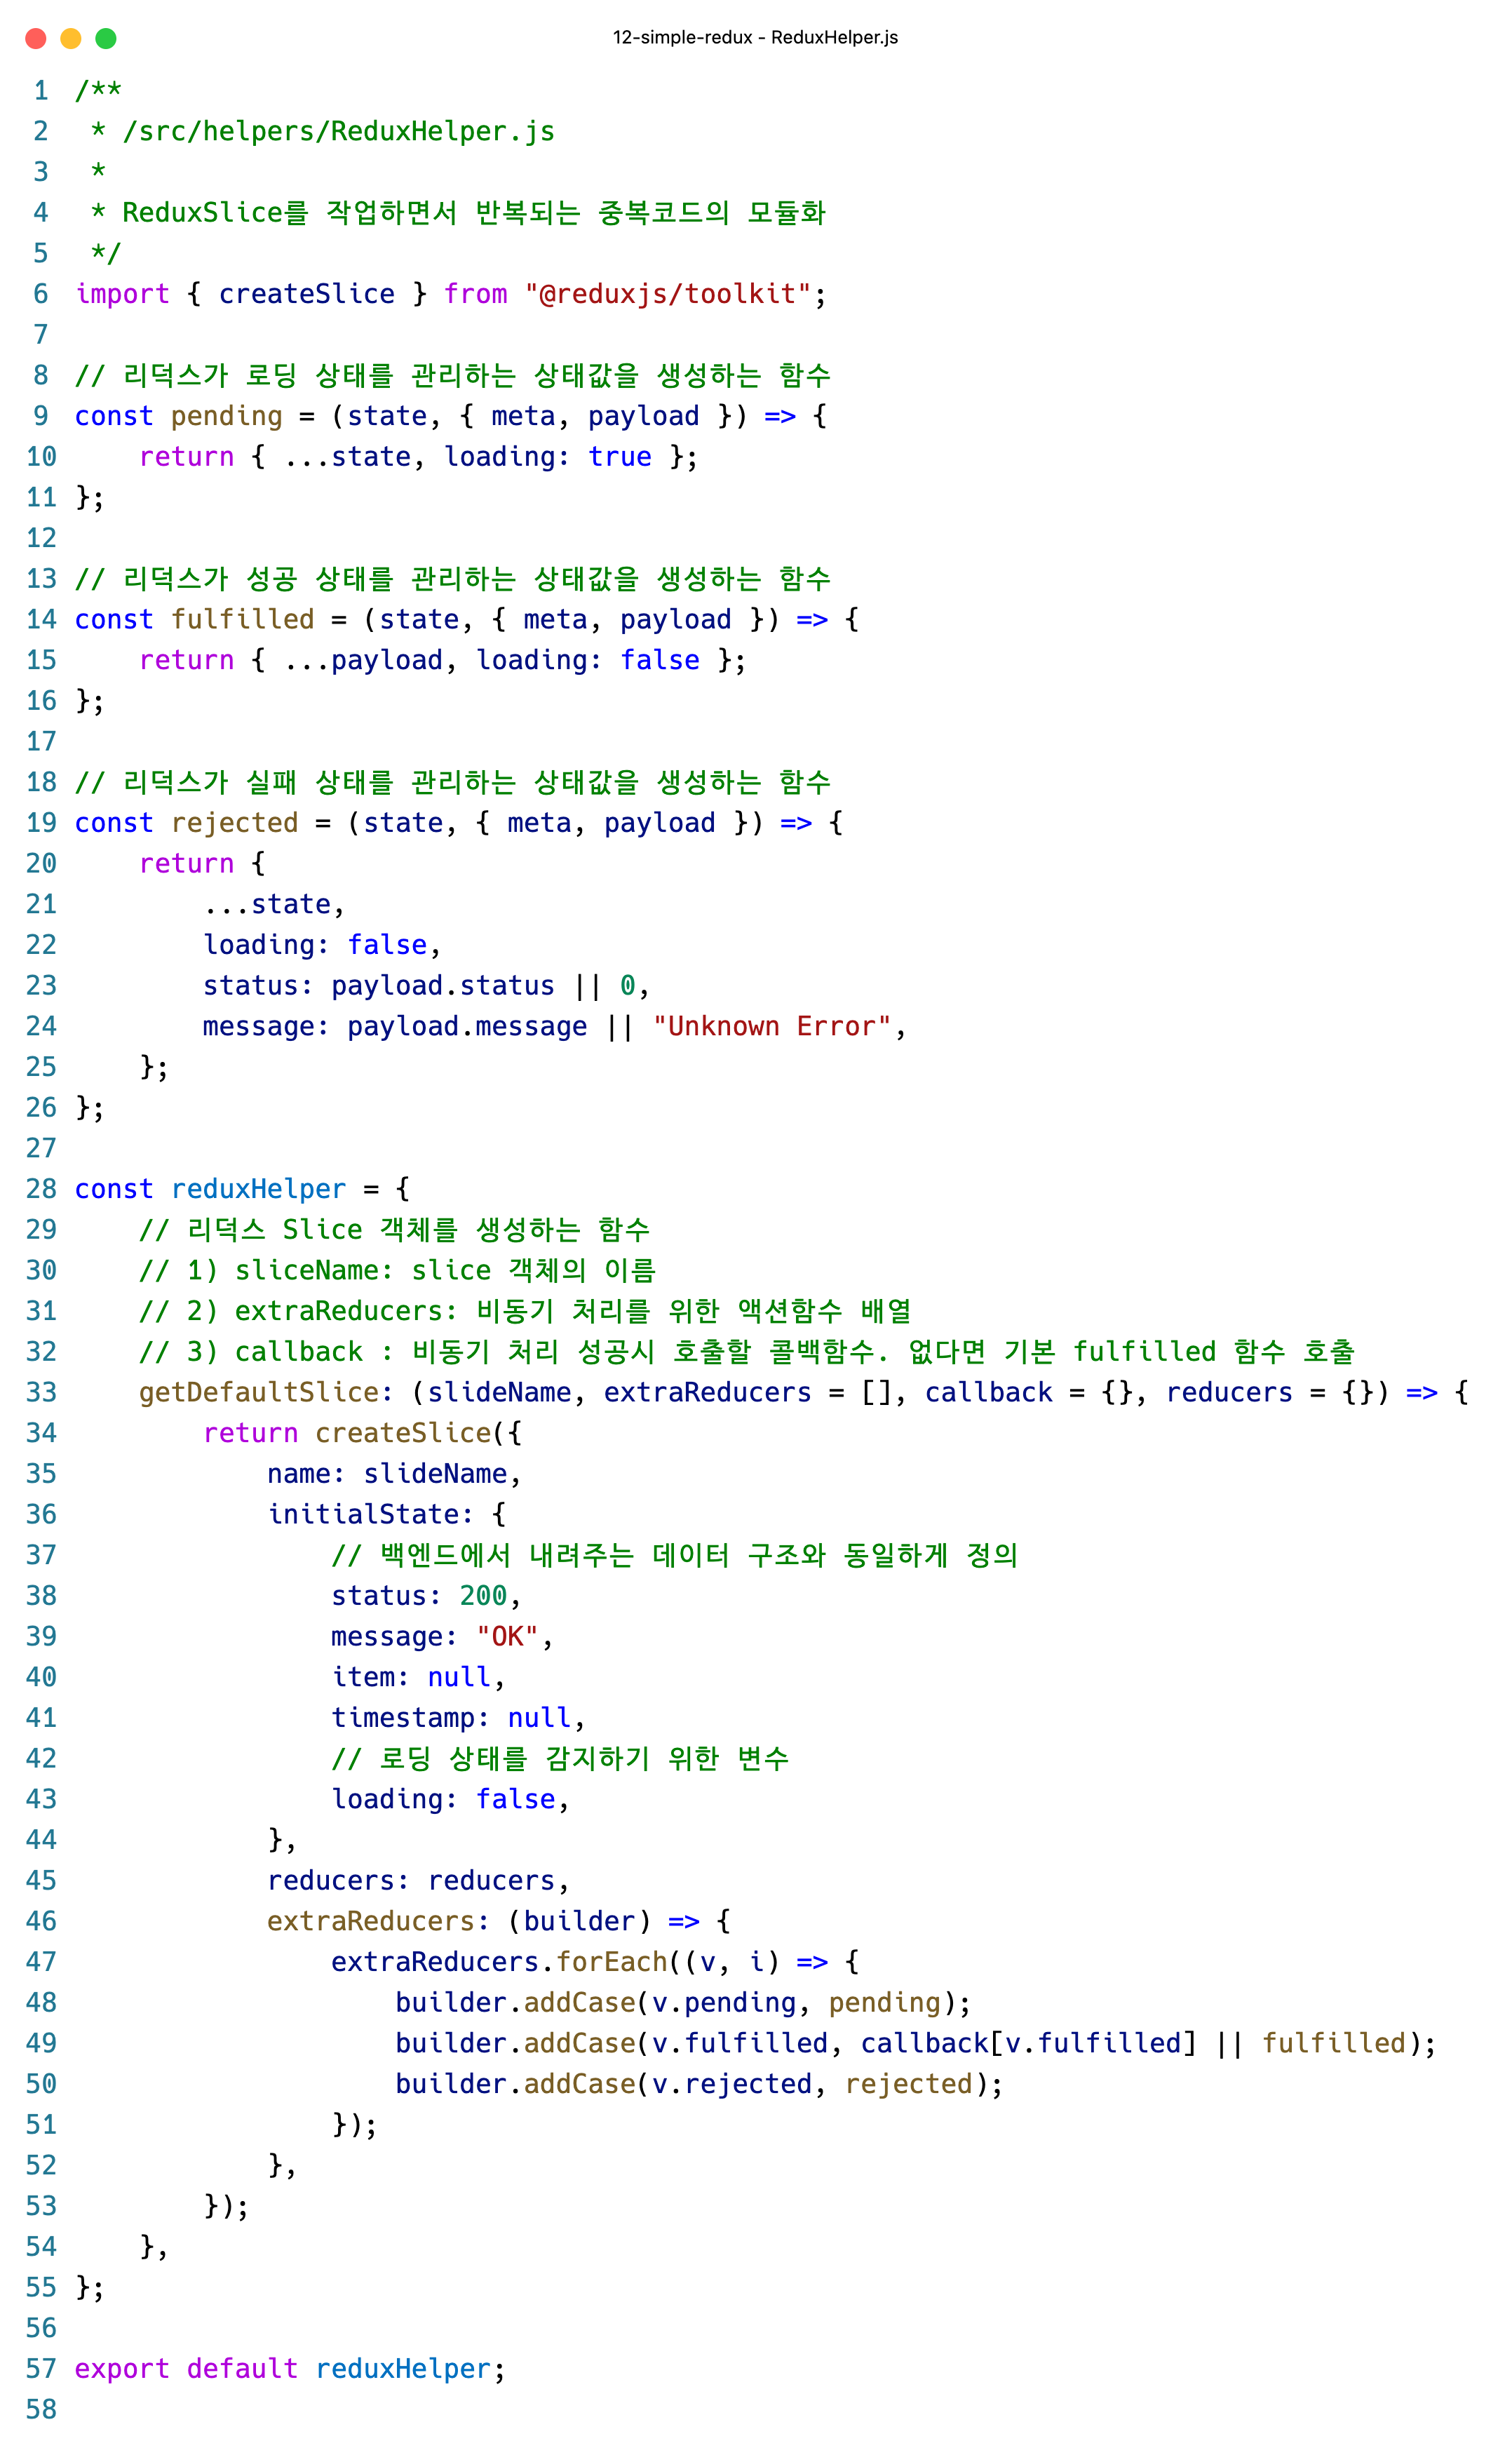 12-simple-redux - ReduxHelper.js
1 /**
2  * /src/helpers/ReduxHelper.js
3  *
4  * ReduxSlice를 작업하면서 반복되는 중복코드의 모듈화
5  */
6 import { createSlice } from "@reduxjs/toolkit";
7
8 // 리덕스가 로딩 상태를 관리하는 상태값을 생성하는 함수
9 const pending = (state, { meta, payload }) => {
10     return { ...state, loading: true };
11 };
12
13 // 리덕스가 성공 상태를 관리하는 상태값을 생성하는 함수
14 const fulfilled = (state, { meta, payload }) => {
15     return { ...payload, loading: false };
16 };
17
18 // 리덕스가 실패 상태를 관리하는 상태값을 생성하는 함수
19 const rejected = (state, { meta, payload }) => {
20     return {
21         ...state,
22         loading: false,
23         status: payload.status || 0,
24         message: payload.message || "Unknown Error",
25     };
26 };
27
28 const reduxHelper = {
29     // 리덕스 Slice 객체를 생성하는 함수
30     // 1) sliceName: slice 객체의 이름
31     // 2) extraReducers: 비동기 처리를 위한 액션함수 배열
32     // 3) callback : 비동기 처리 성공시 호출할 콜백함수. 없다면 기본 fulfilled 함수 호출
33     getDefaultSlice: (slideName, extraReducers = [], callback = {}, reducers = {}) => {
34         return createSlice({
35             name: slideName,
36             initialState: {
37                 // 백엔드에서 내려주는 데이터 구조와 동일하게 정의
38                 status: 200,
39                 message: "OK",
40                 item: null,
41                 timestamp: null,
42                 // 로딩 상태를 감지하기 위한 변수
43                 loading: false,
44             },
45             reducers: reducers,
46             extraReducers: (builder) => {
47                 extraReducers.forEach((v, i) => {
48                     builder.addCase(v.pending, pending);
49                     builder.addCase(v.fulfilled, callback[v.fulfilled] || fulfilled);
50                     builder.addCase(v.rejected, rejected);
51                 });
52             },
53         });
54     },
55 };
56
57 export default reduxHelper;
58